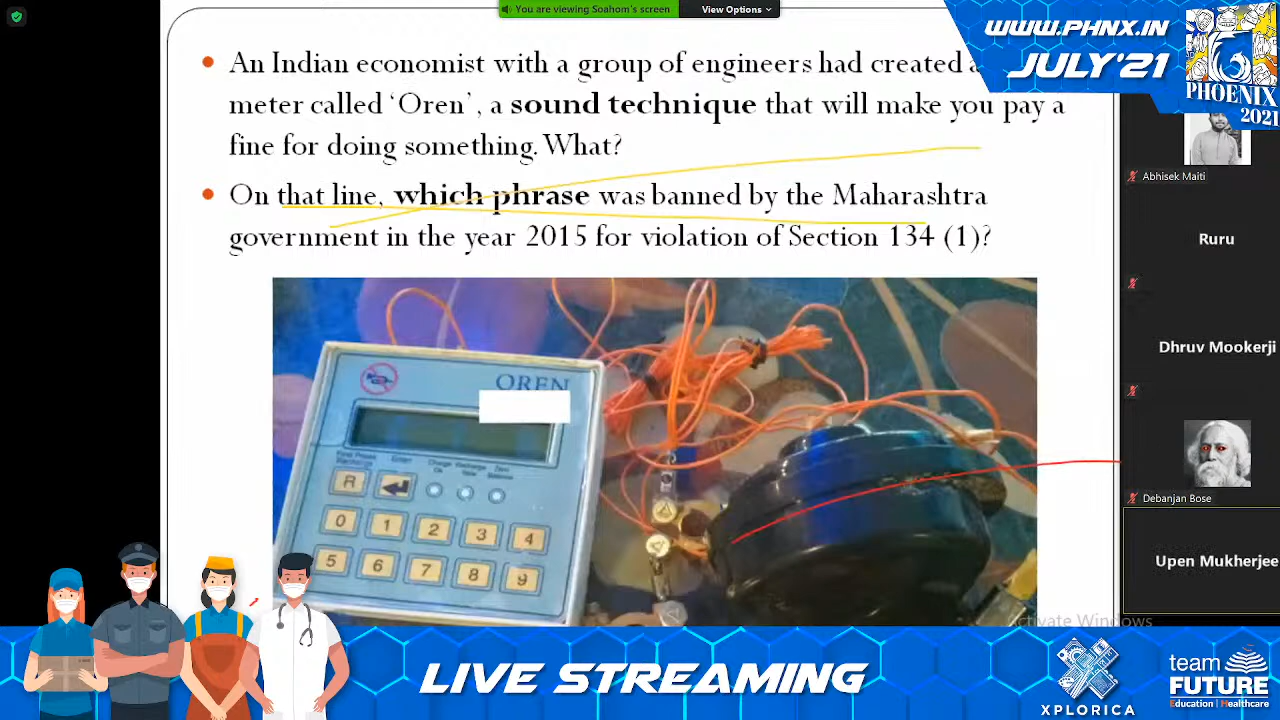 You are viewing Soahom's screen
View Options
WWW.PHNX.IN
JULY'21
PHOENIX
2021
An Indian economist with a group of engineers had created a
meter called ‘Oren’, a sound technique that will make you pay a
fine for doing something. What?
On that line, which phrase was banned by the Maharashtra
government in the year 2015 for violation of Section 134 (1)?
OREN
R
0 1 2 3 4
5 6 7 8 9
Abhisek Maiti
Ruru
Dhruv Mookerji
Debanjan Bose
Upen Mukherjee
Activate Windows
LIVE STREAMING
XPLORICA
team
FUTURE
Education | Healthcare